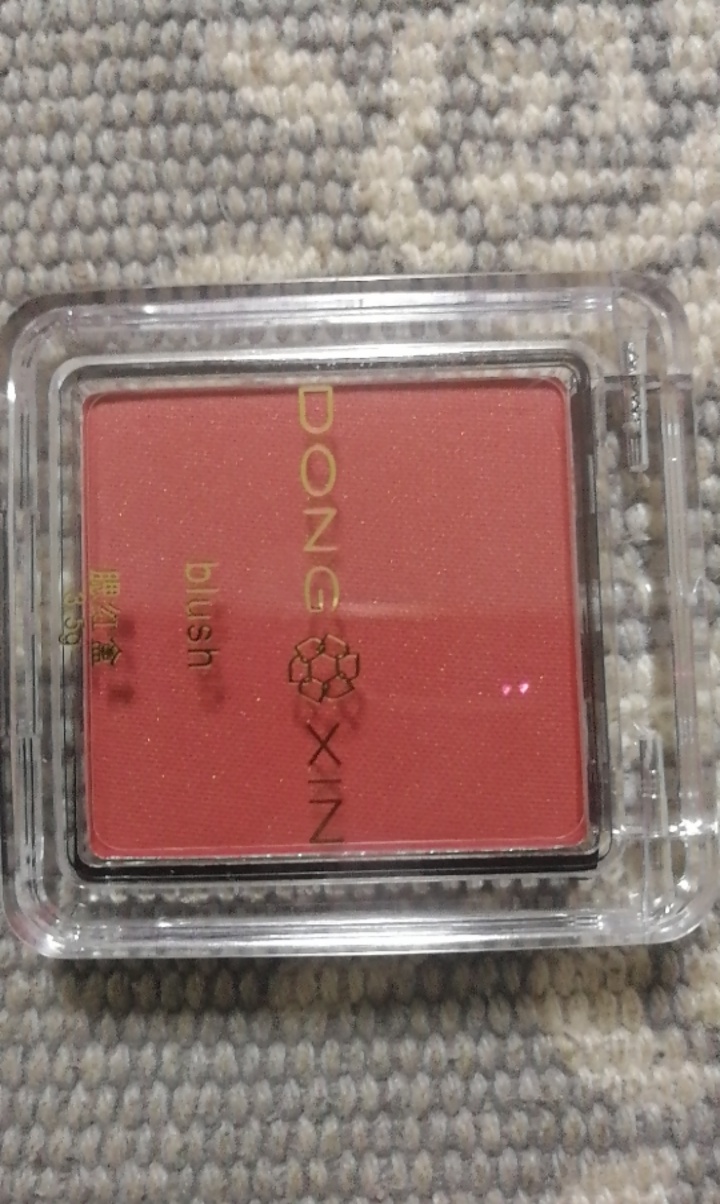 DONG XIN
blush
腮红盒
3.5g